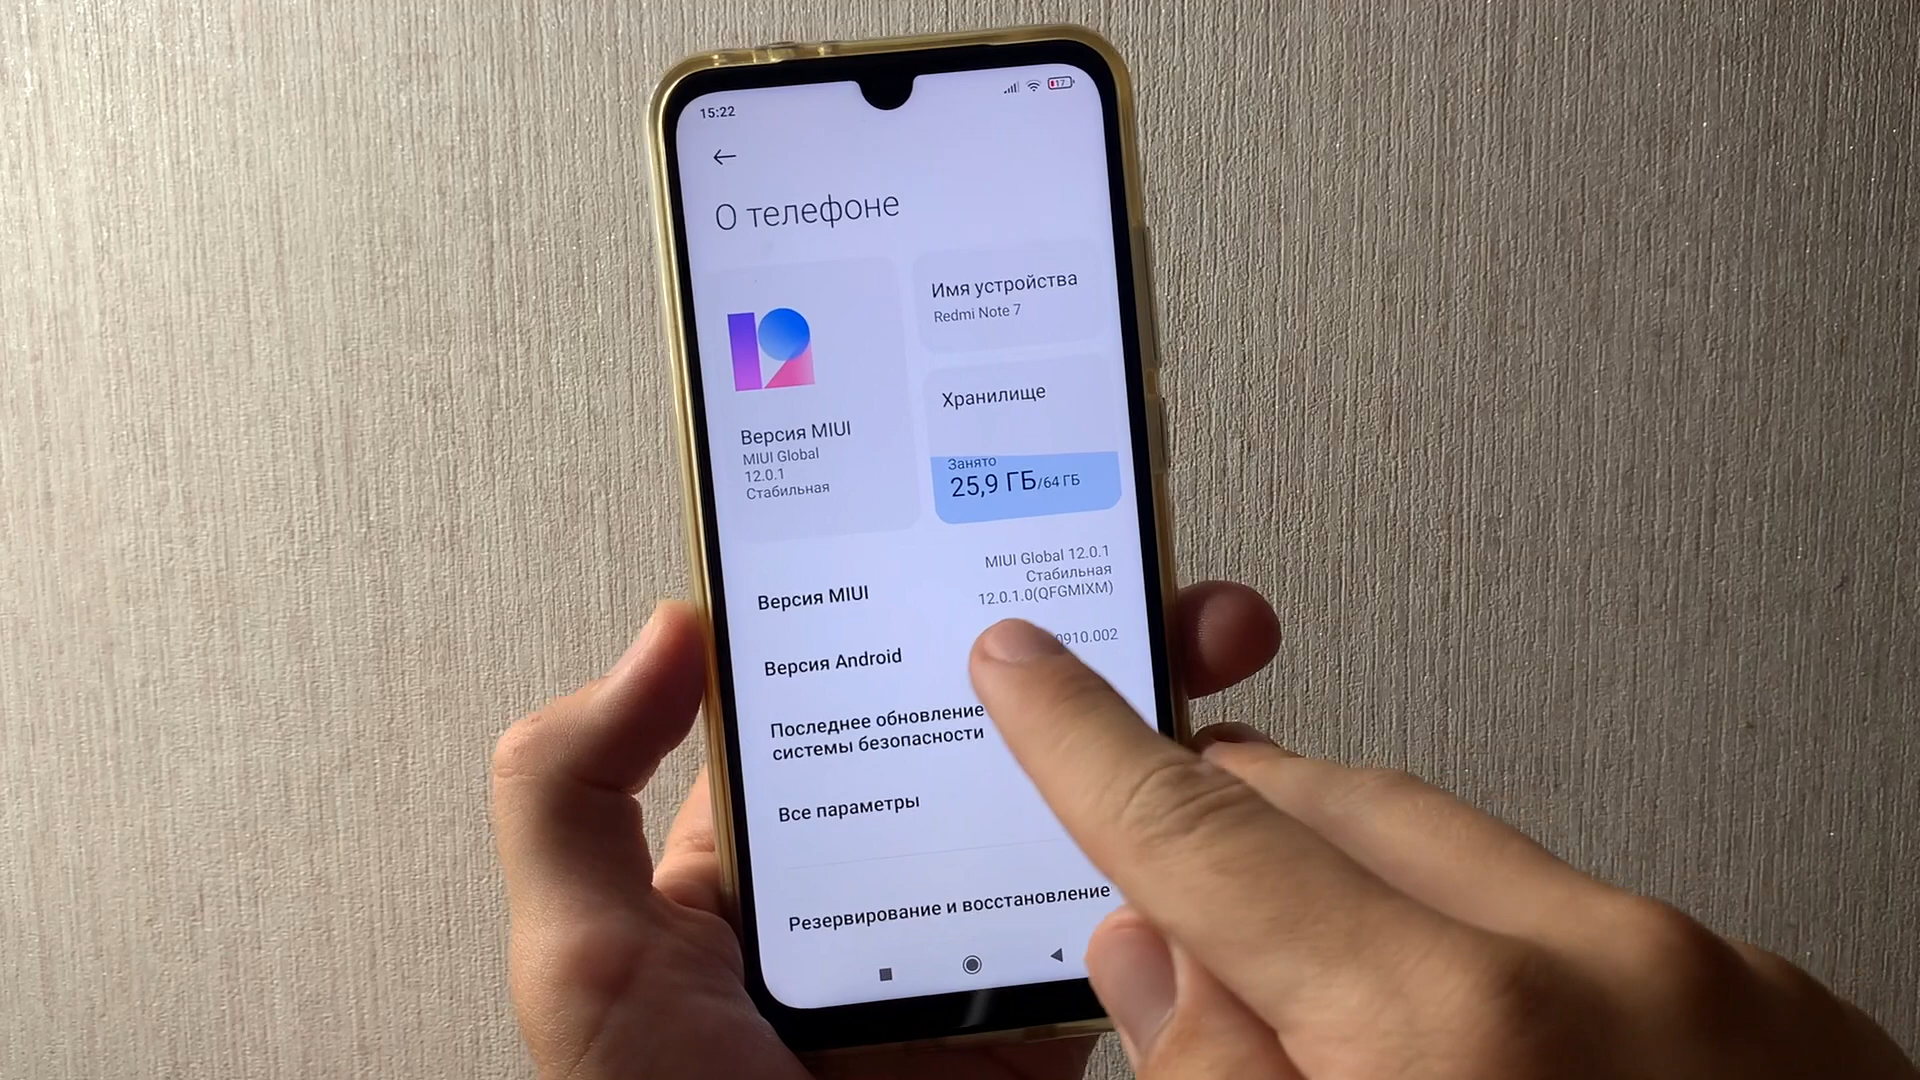 15:22
17
О телефоне
Версия MIUI
MIUI Global
12.0.1
Стабильная
Имя устройства
Redmi Note 7
Хранилище
Занято
25,9 ГБ/64 ГБ
Версия MIUI
MIUI Global 12.0.1
Стабильная
12.0.1.0(QFGMIXM)
Версия Android
0910.002
Последнее обновление
системы безопасности
Все параметры
Резервирование и восстановление